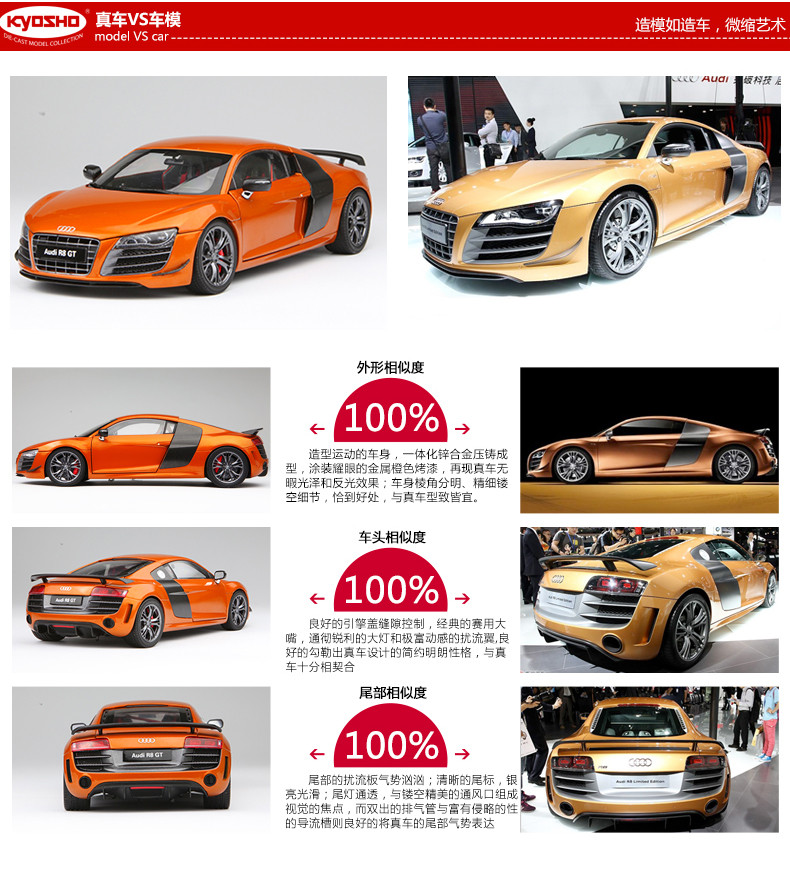 KYOSHO
®
DIE-CAST MODEL COLLECTION
真车VS车模
model VS car
造模如造车，微缩艺术
Audi
Audi R8 GT
外形相似度
100%
造型运动的车身，一体化锌合金压铸成
型，涂装耀眼的金属橙色烤漆，再现真车无
暇光泽和反光效果；车身棱角分明、精细镂
空细节，恰到好处，与真车型致皆宜。
车头相似度
100%
良好的引擎盖缝隙控制，经典的赛用大
嘴，通彻锐利的大灯和极富动感的扰流翼,良
好的勾勒出真车设计的简约明朗性格，与真
车十分相契合
Audi R8 GT
尾部相似度
100%
尾部的扰流板气势汹汹；清晰的尾标，银
亮光滑；尾灯通透，与镂空精美的通风口组成
视觉的焦点，而双出的排气管与富有侵略的性
的导流槽则良好的将真车的尾部气势表达
Audi R8 GT
Audi R8 Limited Edition